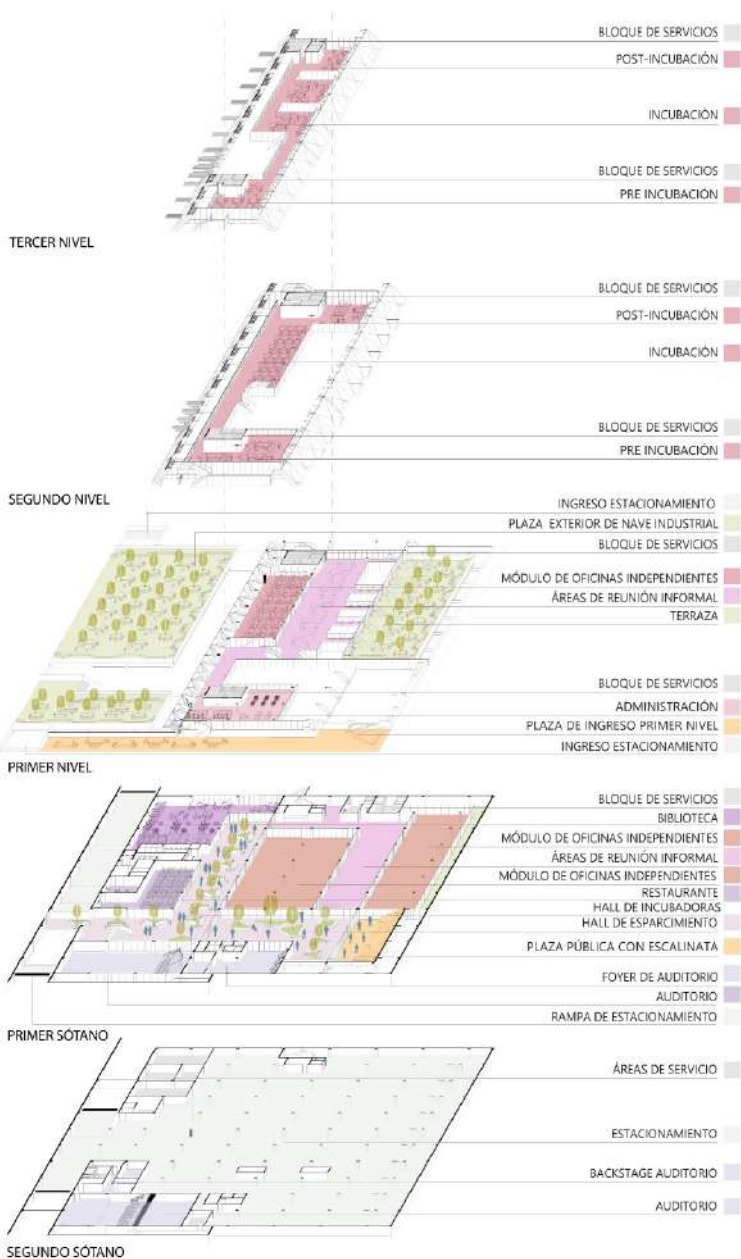 BLOQUE DE SERVICIOS
POST-INCUBACIÓN
INCUBACIÓN
BLOQUE DE SERVICIOS
PRE INCUBACIÓN
TERCER NIVEL
BLOQUE DE SERVICIOS
POST-INCUBACIÓN
INCUBACIÓN
BLOQUE DE SERVICIOS
PRE INCUBACIÓN
SEGUNDO NIVEL
INGRESO ESTACIONAMIENTO
PLAZA EXTERIOR DE NAVE INDUSTRIAL
BLOQUE DE SERVICIOS
MÓDULO DE OFICINAS INDEPENDIENTES
ÁREAS DE REUNIÓN INFORMAL
TERRAZA
BLOQUE DE SERVICIOS
ADMINISTRACIÓN
PLAZA DE INGRESO PRIMER NIVEL
INGRESO ESTACIONAMIENTO
PRIMER NIVEL
BLOQUE DE SERVICIOS
BIBLIOTECA
MÓDULO DE OFICINAS INDEPENDIENTES
ÁREAS DE REUNIÓN INFORMAL
MÓDULO DE OFICINAS INDEPENDIENTES
RESTAURANTE
HALL DE INCUBADORAS
HALL DE ESPARCIMIENTO
PLAZA PÚBLICA CON ESCALINATA
FOYER DE AUDITORIO
AUDITORIO
RAMPA DE ESTACIONAMIENTO
PRIMER SÓTANO
ÁREAS DE SERVICIO
ESTACIONAMIENTO
BACKSTAGE AUDITORIO
AUDITORIO
SEGUNDO SÓTANO